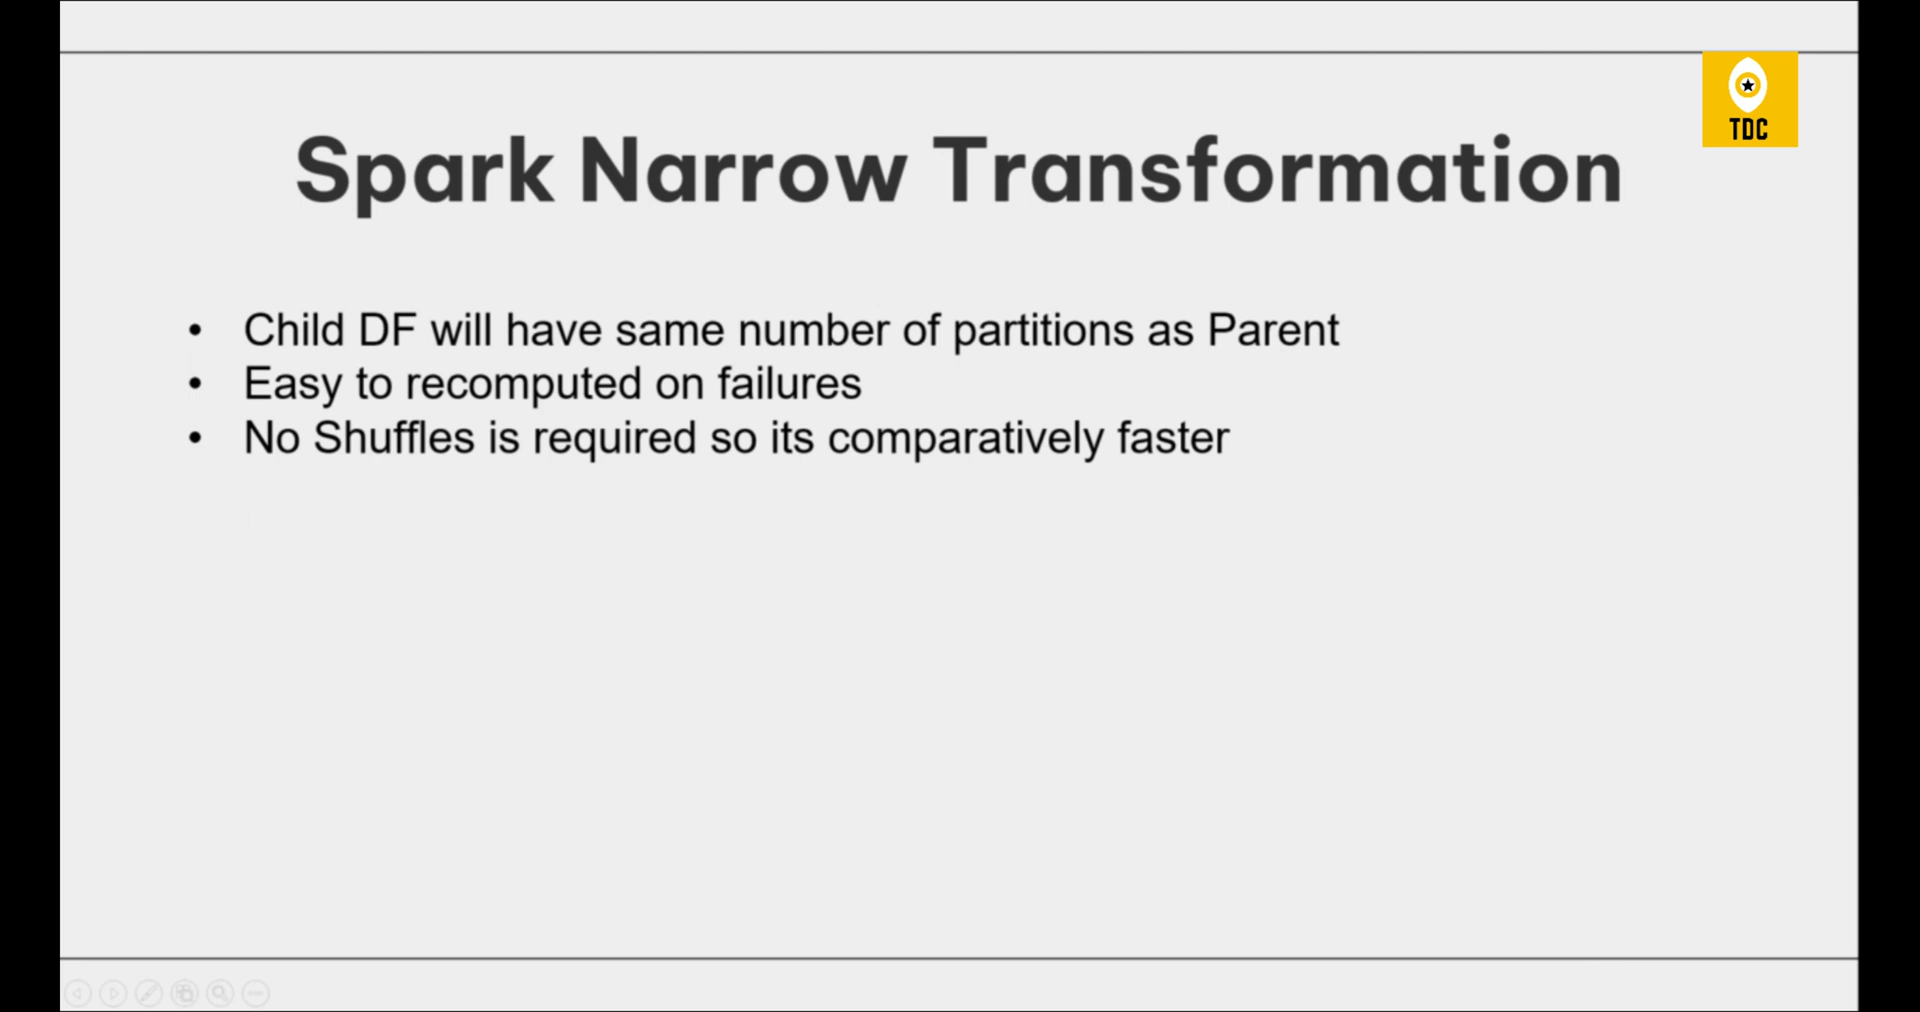 TDC
Spark Narrow Transformation
• Child DF will have same number of partitions as Parent
• Easy to recomputed on failures
• No Shuffles is required so its comparatively faster